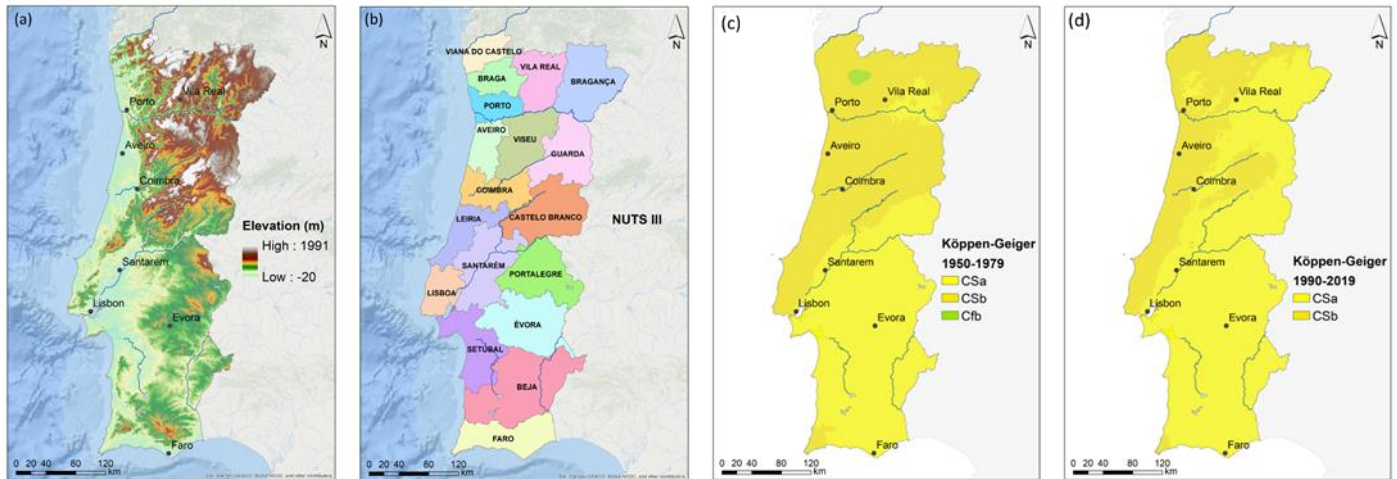 (a)
N
Porto
Vila Real
Aveiro
Coimbra
Elevation (m)
High : 1991
Low : -20
Santarem
Lisbon
Evora
Faro
0 20 40 80 120
km
(b)
N
VIANA DO CASTELO
BRAGA
VILA REAL
BRAGANÇA
PORTO
AVEIRO
VISEU
GUARDA
COIMBRA
CASTELO BRANCO
LEIRIA
NUTS III
SANTARÉM
PORTALEGRE
LISBOA
ÉVORA
SETÚBAL
BEJA
FARO
0 20 40 80 120
km
(c)
N
Porto
Vila Real
Aveiro
Coimbra
Köppen-Geiger
1950-1979
CSa
CSb
Cfb
Santarem
Lisbon
Evora
Faro
0 20 40 80 120
km
(d)
N
Porto
Vila Real
Aveiro
Coimbra
Köppen-Geiger
1990-2019
CSa
CSb
Santarem
Lisbon
Evora
Faro
0 20 40 80 120
km